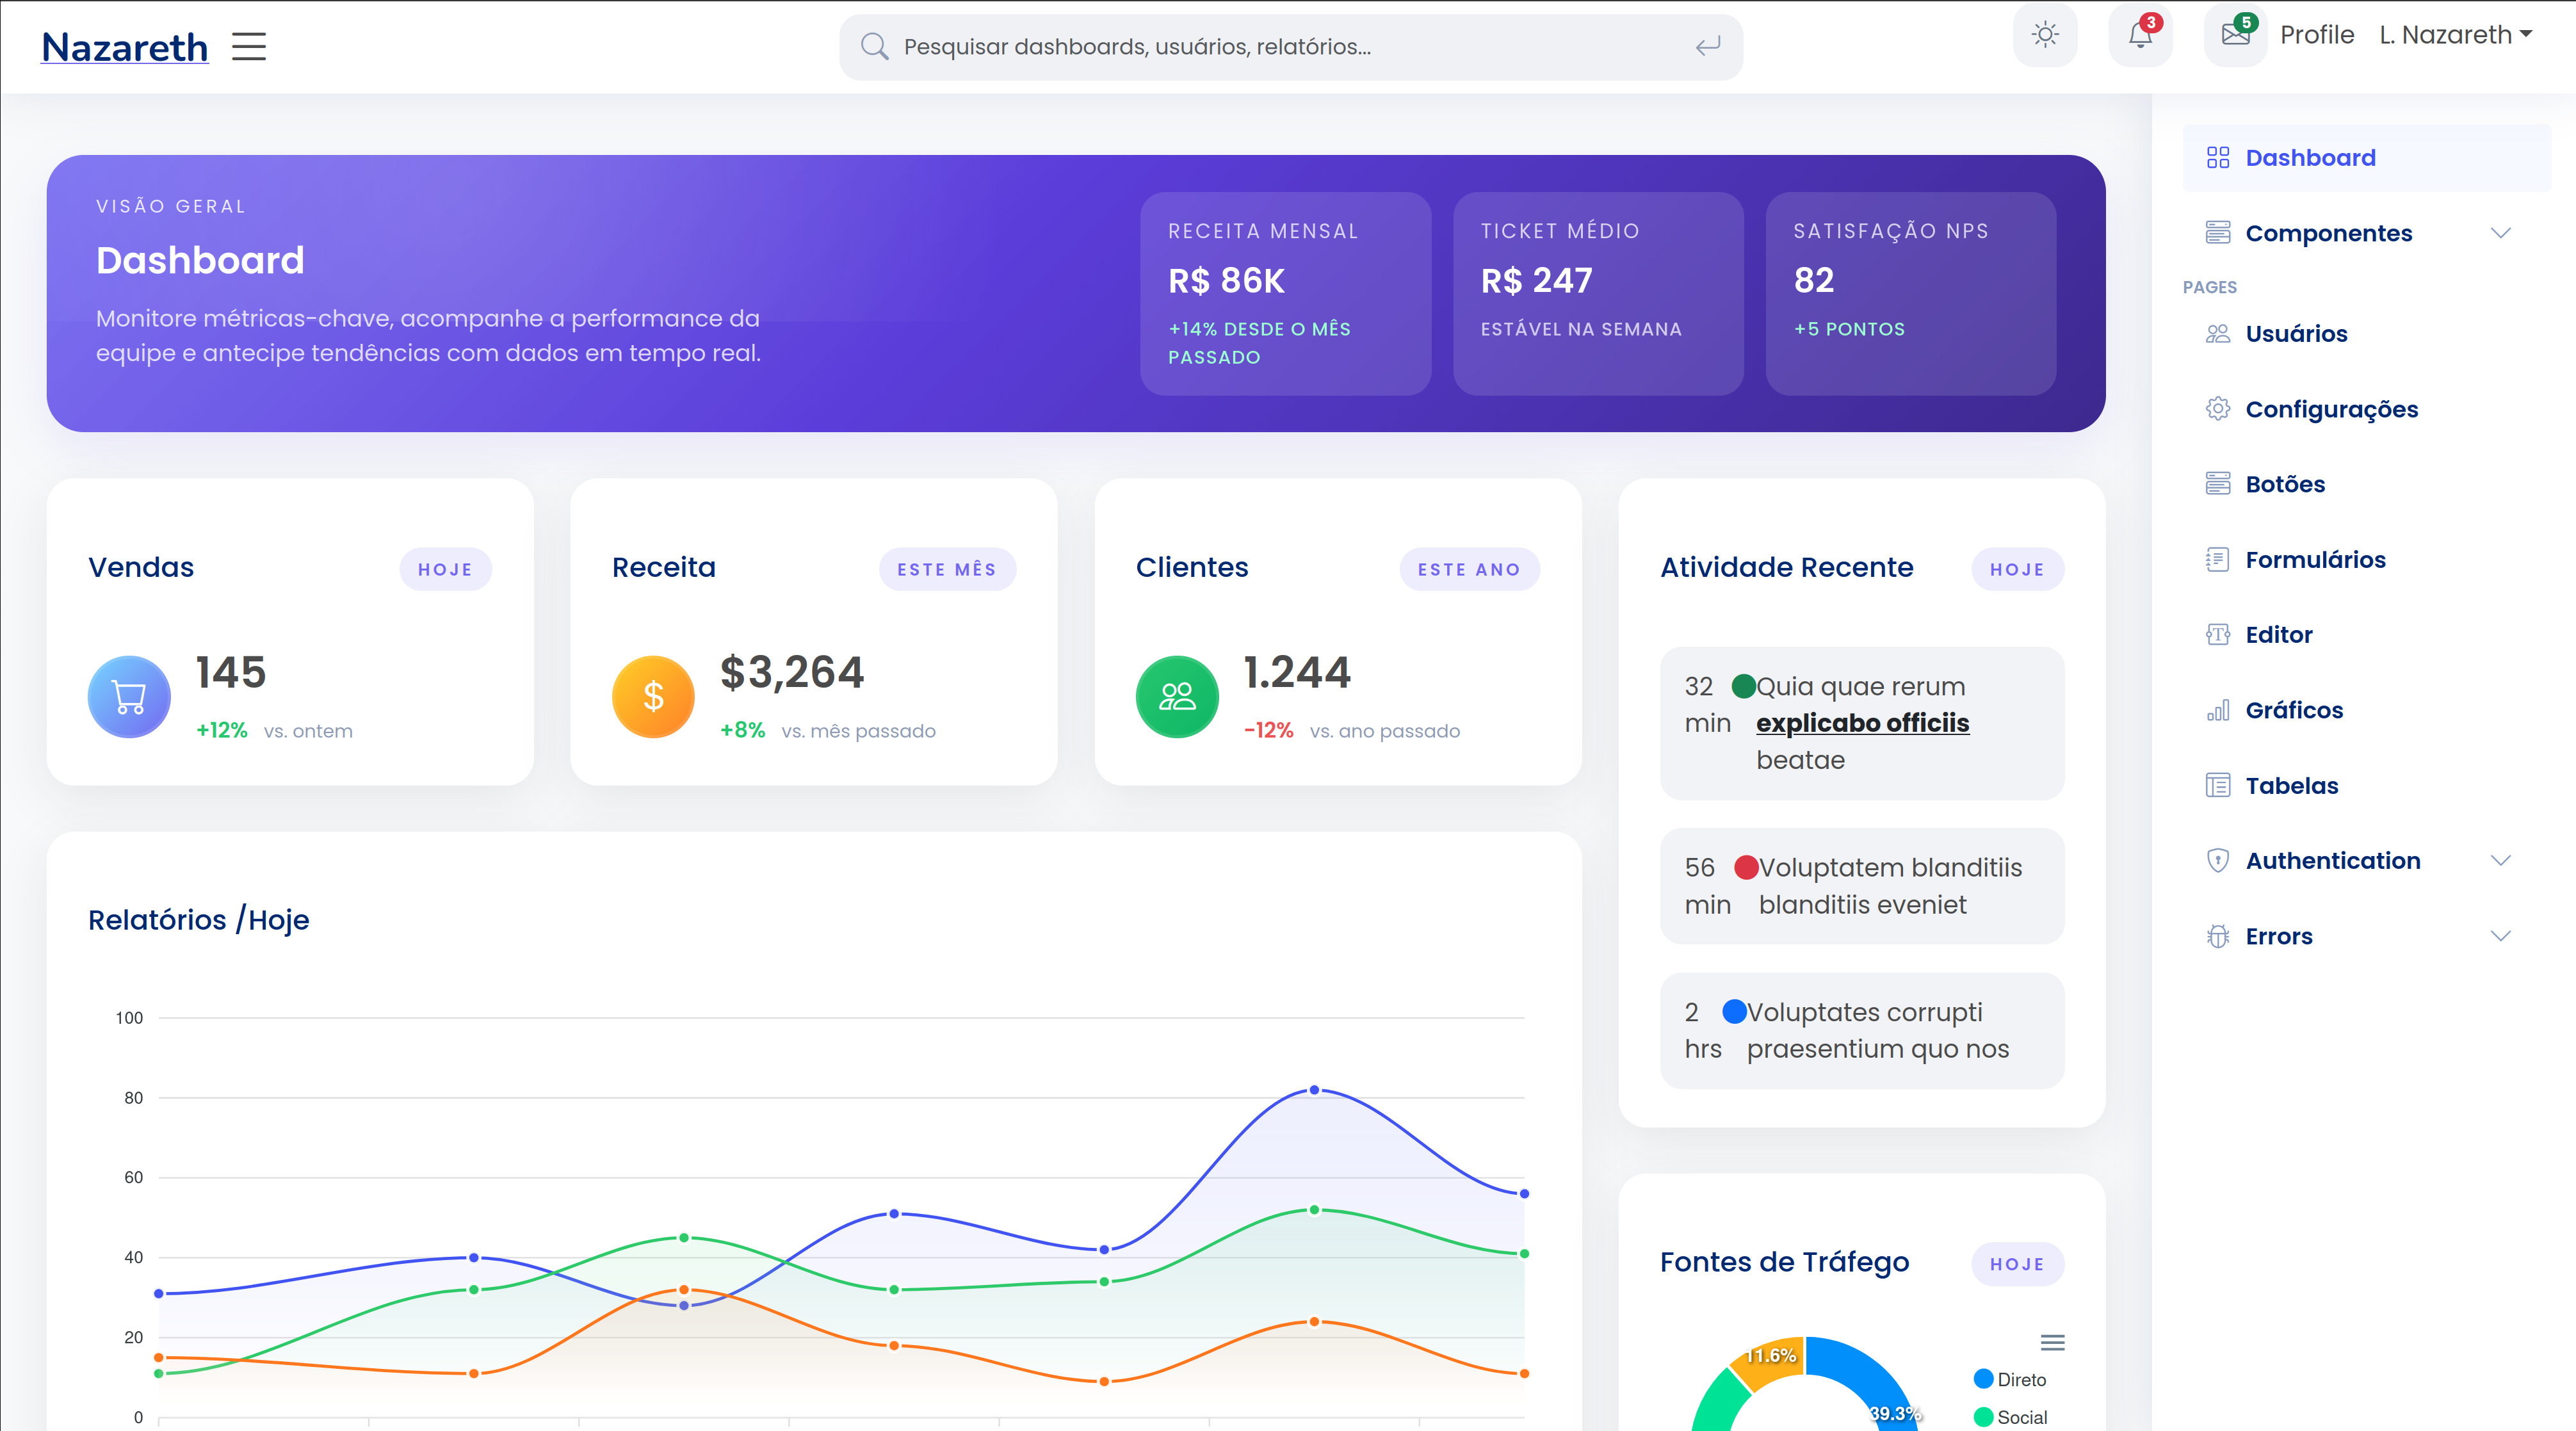 Nazareth
Pesquisar dashboards, usuários, relatórios...
3
5
Profile
L. Nazareth
VISÃO GERAL
Dashboard
Monitore métricas-chave, acompanhe a performance da
equipe e antecipe tendências com dados em tempo real.
RECEITA MENSAL
R$ 86K
+14% DESDE O MÊS
PASSADO
TICKET MÉDIO
R$ 247
ESTÁVEL NA SEMANA
SATISFAÇÃO NPS
82
+5 PONTOS
Vendas
HOJE
145
+12% vs. ontem
Receita
ESTE MÊS
$
$3,264
+8% vs. mês passado
Clientes
ESTE ANO
1.244
-12% vs. ano passado
Relatórios /Hoje
100
80
60
40
20
0
Atividade Recente
HOJE
32
min
Quia quae rerum
explicabo officiis
beatae
56
min
Voluptatem blanditiis
blanditiis eveniet
2
hrs
Voluptates corrupti
praesentium quo nos
Fontes de Tráfego
HOJE
11.6%
39.3%
Direto
Social
Dashboard
Componentes
PAGES
Usuários
Configurações
Botões
Formulários
Editor
Gráficos
Tabelas
Authentication
Errors